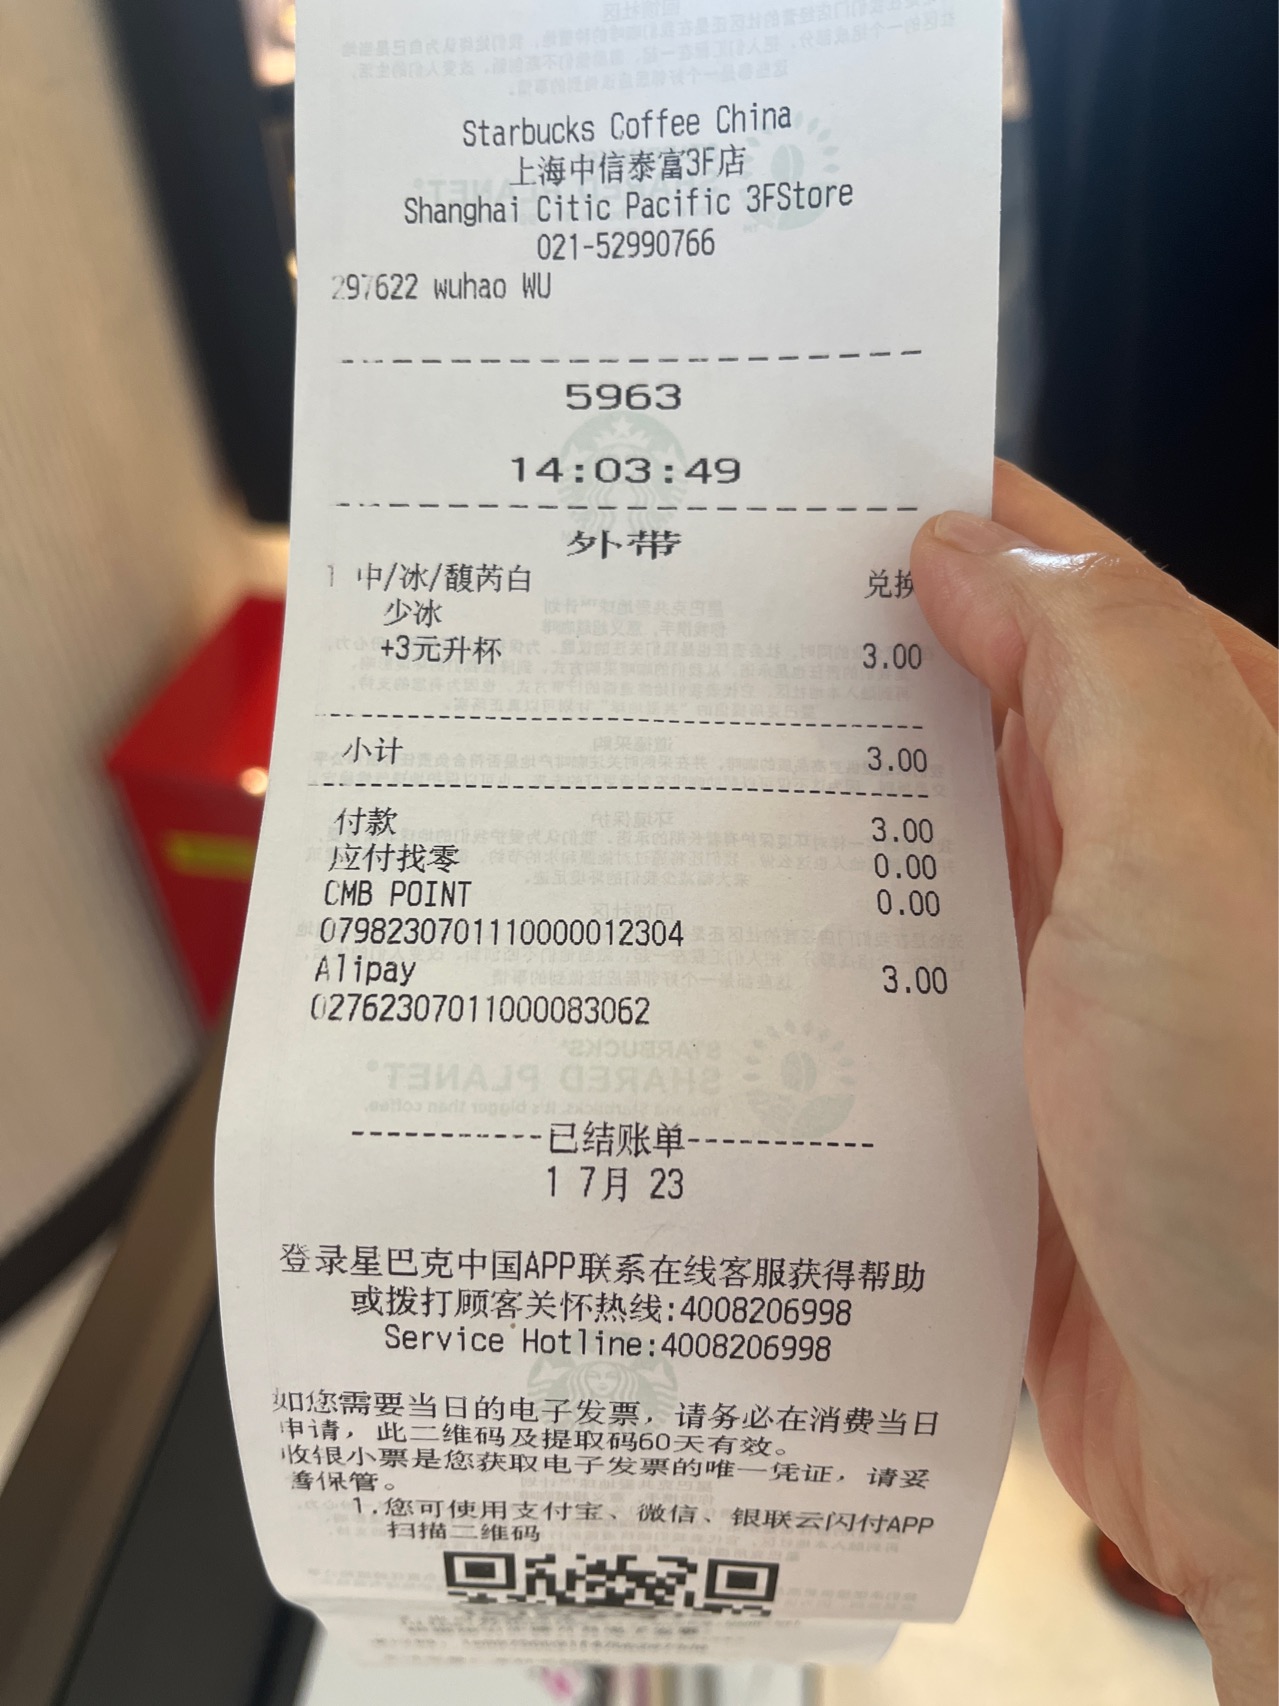 Starbucks Coffee China
上海中信泰富3F店
Shanghai Citic Pacific 3FStore
021-52990766
297622 wuhao WU
5963
14:03:49
外带
1 中/冰/馥芮白 兑换
少冰
+3元升杯 3.00
小计 3.00
付款 3.00
应付找零 0.00
CMB POINT 0.00
0798230701110000012304
Alipay 3.00
02762307011000083062
-----------已结账单-----------
1 7月 23
登录星巴克中国APP联系在线客服获得帮助
或拨打顾客关怀热线:4008206998
Service Hotline:4008206998
如您需要当日的电子发票，请务必在消费当日
申请，此二维码及提取码60天有效。
收银小票是您获取电子发票的唯一凭证，请妥
善保管。
1.您可使用支付宝、微信、银联云闪付APP
扫描二维码